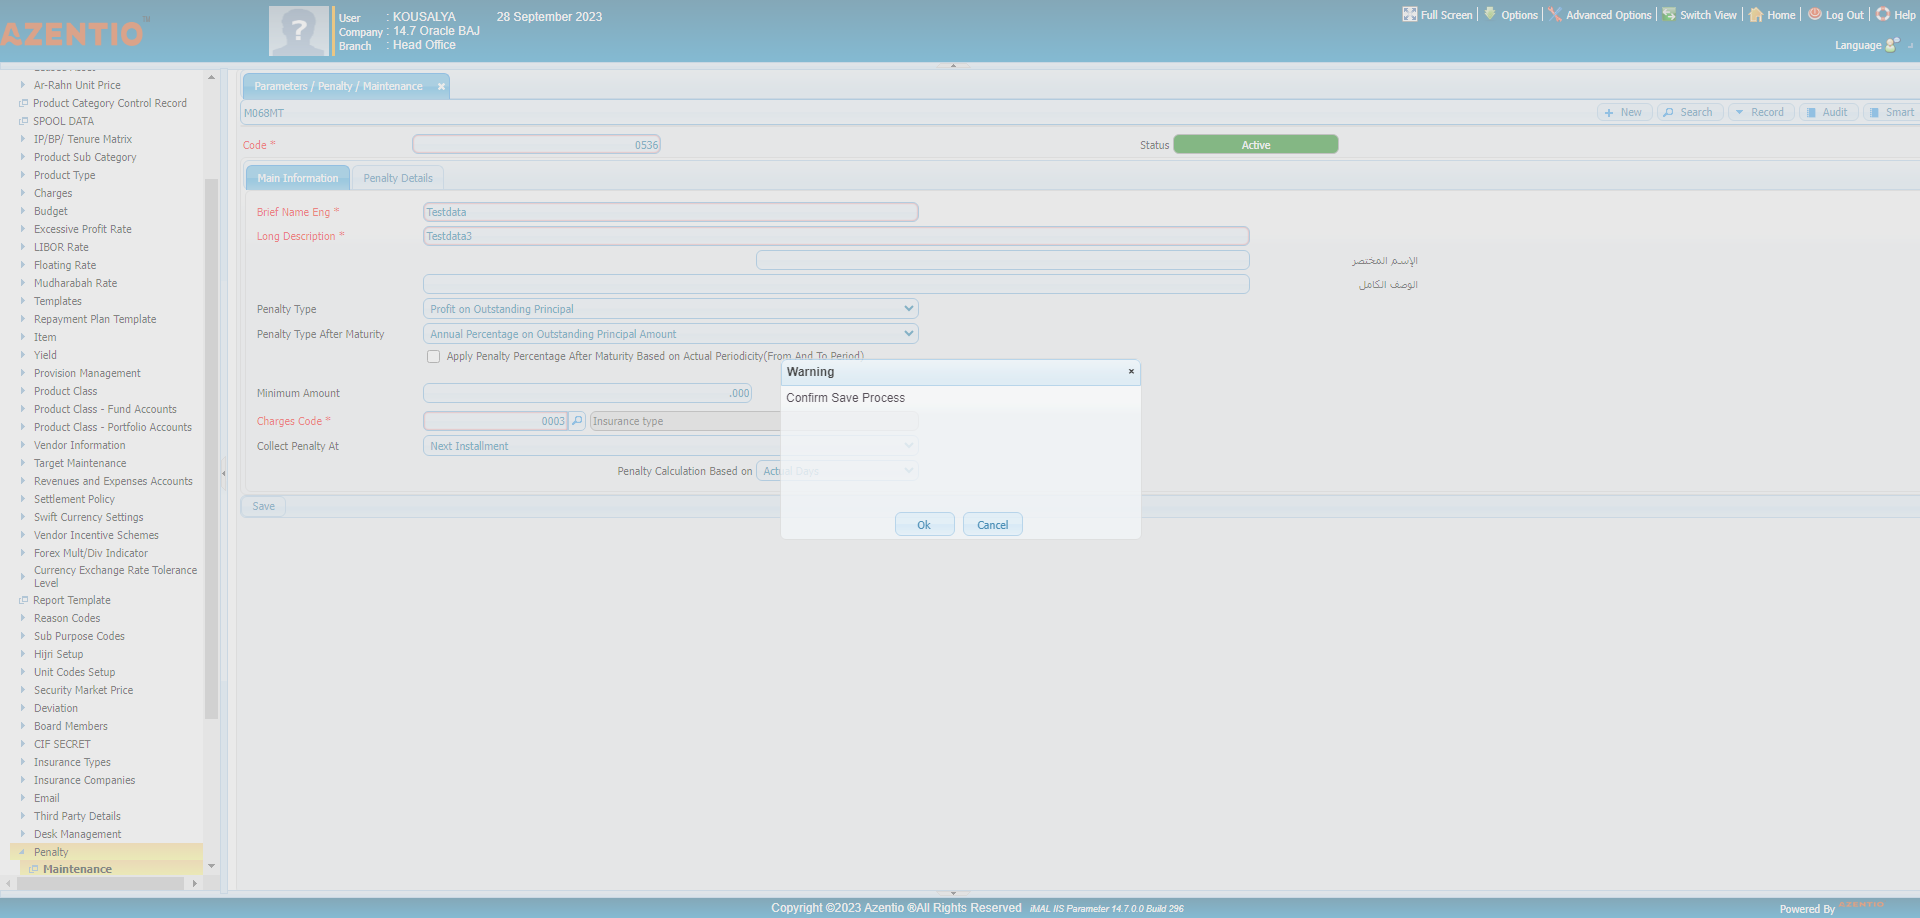 AZENTIO™
User : KOUSALYA 28 September 2023
Company : 14.7 Oracle BAJ
Branch : Head Office
Full Screen Options Advanced Options Switch View Home Log Out Help
Language
Ar-Rahn Unit Price
Product Category Control Record
SPOOL DATA
IP/BP/ Tenure Matrix
Product Sub Category
Product Type
Charges
Budget
Excessive Profit Rate
LIBOR Rate
Floating Rate
Mudharabah Rate
Templates
Repayment Plan Template
Item
Yield
Provision Management
Product Class
Product Class - Fund Accounts
Product Class - Portfolio Accounts
Vendor Information
Target Maintenance
Revenues and Expenses Accounts
Settlement Policy
Swift Currency Settings
Vendor Incentive Schemes
Forex Mult/Div Indicator
Currency Exchange Rate Tolerance
Level
Report Template
Reason Codes
Sub Purpose Codes
Hijri Setup
Unit Codes Setup
Security Market Price
Deviation
Board Members
CIF SECRET
Insurance Types
Insurance Companies
Email
Third Party Details
Desk Management
Penalty
Maintenance
Parameters / Penalty / Maintenance
M068MT
New Search Record Audit Smart
Code * 0536 Status Active
Main Information Penalty Details
Brief Name Eng * Testdata
Long Description * Testdata3
الإسم المختصر
الوصف الكامل
Penalty Type Profit on Outstanding Principal
Penalty Type After Maturity Annual Percentage on Outstanding Principal Amount
Apply Penalty Percentage After Maturity Based on Actual Periodicity(From And To Period)
Minimum Amount .000
Charges Code * 0003 Insurance type
Collect Penalty At Next Installment
Penalty Calculation Based on Actual Days
Save
Warning
Confirm Save Process
Ok Cancel
Copyright ©2023 Azentio ®All Rights Reserved iMAL IIS Parameter 14.7.0.0 Build 296
Powered By AZENTIO